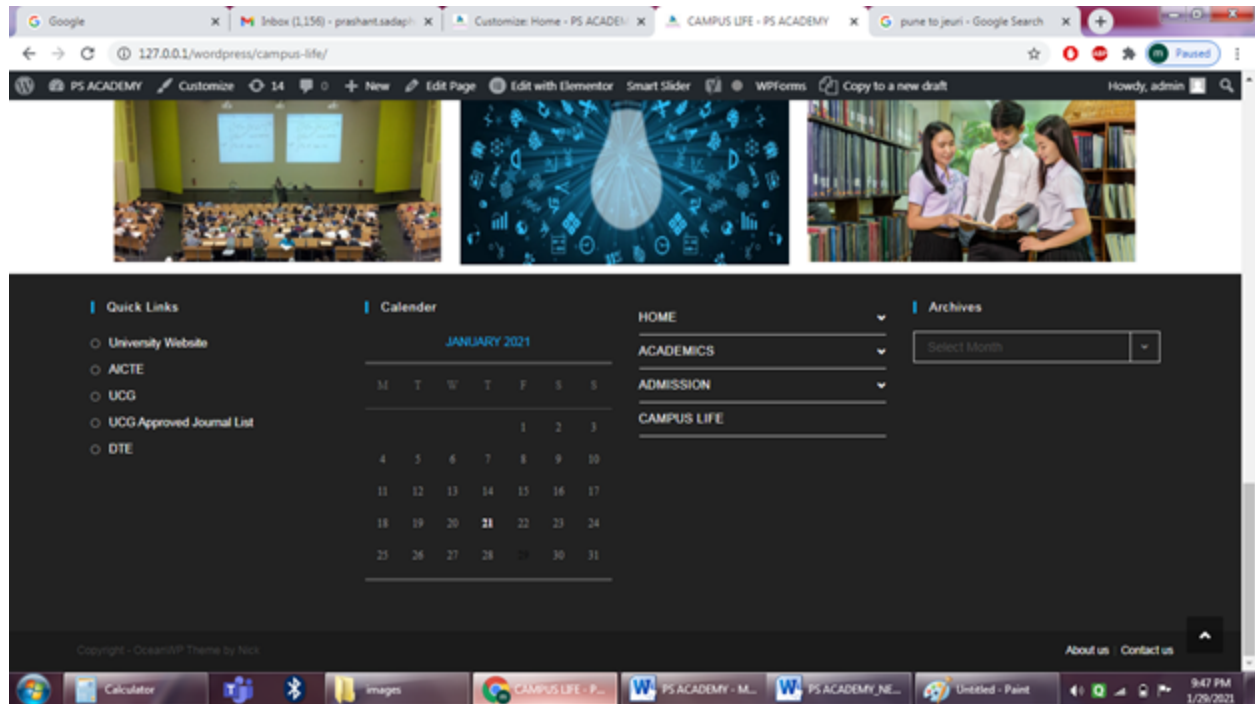 Google
Inbox (1,156) - prashant.sadaph
Customize: Home - PS ACADEM
CAMPUS LIFE - PS ACADEMY
pune to jeuri - Google Search
127.0.0.1/wordpress/campus-life/
ABP
m Paused
PS ACADEMY Customize 14 0 New Edit Page Edit with Elementor Smart Slider WPForms Copy to a new draft Howdy, admin
Quick Links
University Website
AICTE
UCG
UCG Approved Journal List
DTE
Calender
JANUARY 2021
M T W T F S S
1 2 3
4 5 6 7 8 9 10
11 12 13 14 15 16 17
18 19 20 21 22 23 24
25 26 27 28 29 30 31
HOME
ACADEMICS
ADMISSION
CAMPUS LIFE
Archives
Select Month
Copyright - OceanWP Theme by Nick
About us Contact us
Calculator
images
CAMPUS LIFE - P...
PS ACADEMY - M...
PS ACADEMY_NE...
Untitled - Paint
9:47 PM
1/29/2021